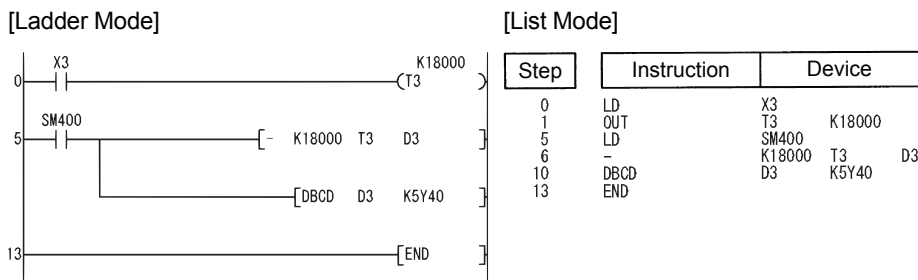 [Ladder Mode]
[List Mode]
X3 K18000
0 (T3 )
SM400
5 [- K18000 T3 D3 ]
[DBCD D3 K5Y40 ]
13 [END ]
Step Instruction Device
0 LD X3
1 OUT T3 K18000
5 LD SM400
6 - K18000 T3 D3
10 DBCD D3 K5Y40
13 END